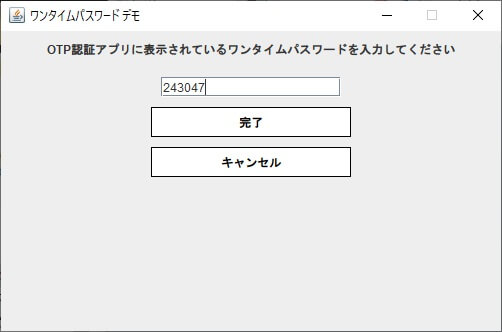 ワンタイムパスワードデモ
OTP認証アプリに表示されているワンタイムパスワードを入力してください
243047
完了
キャンセル